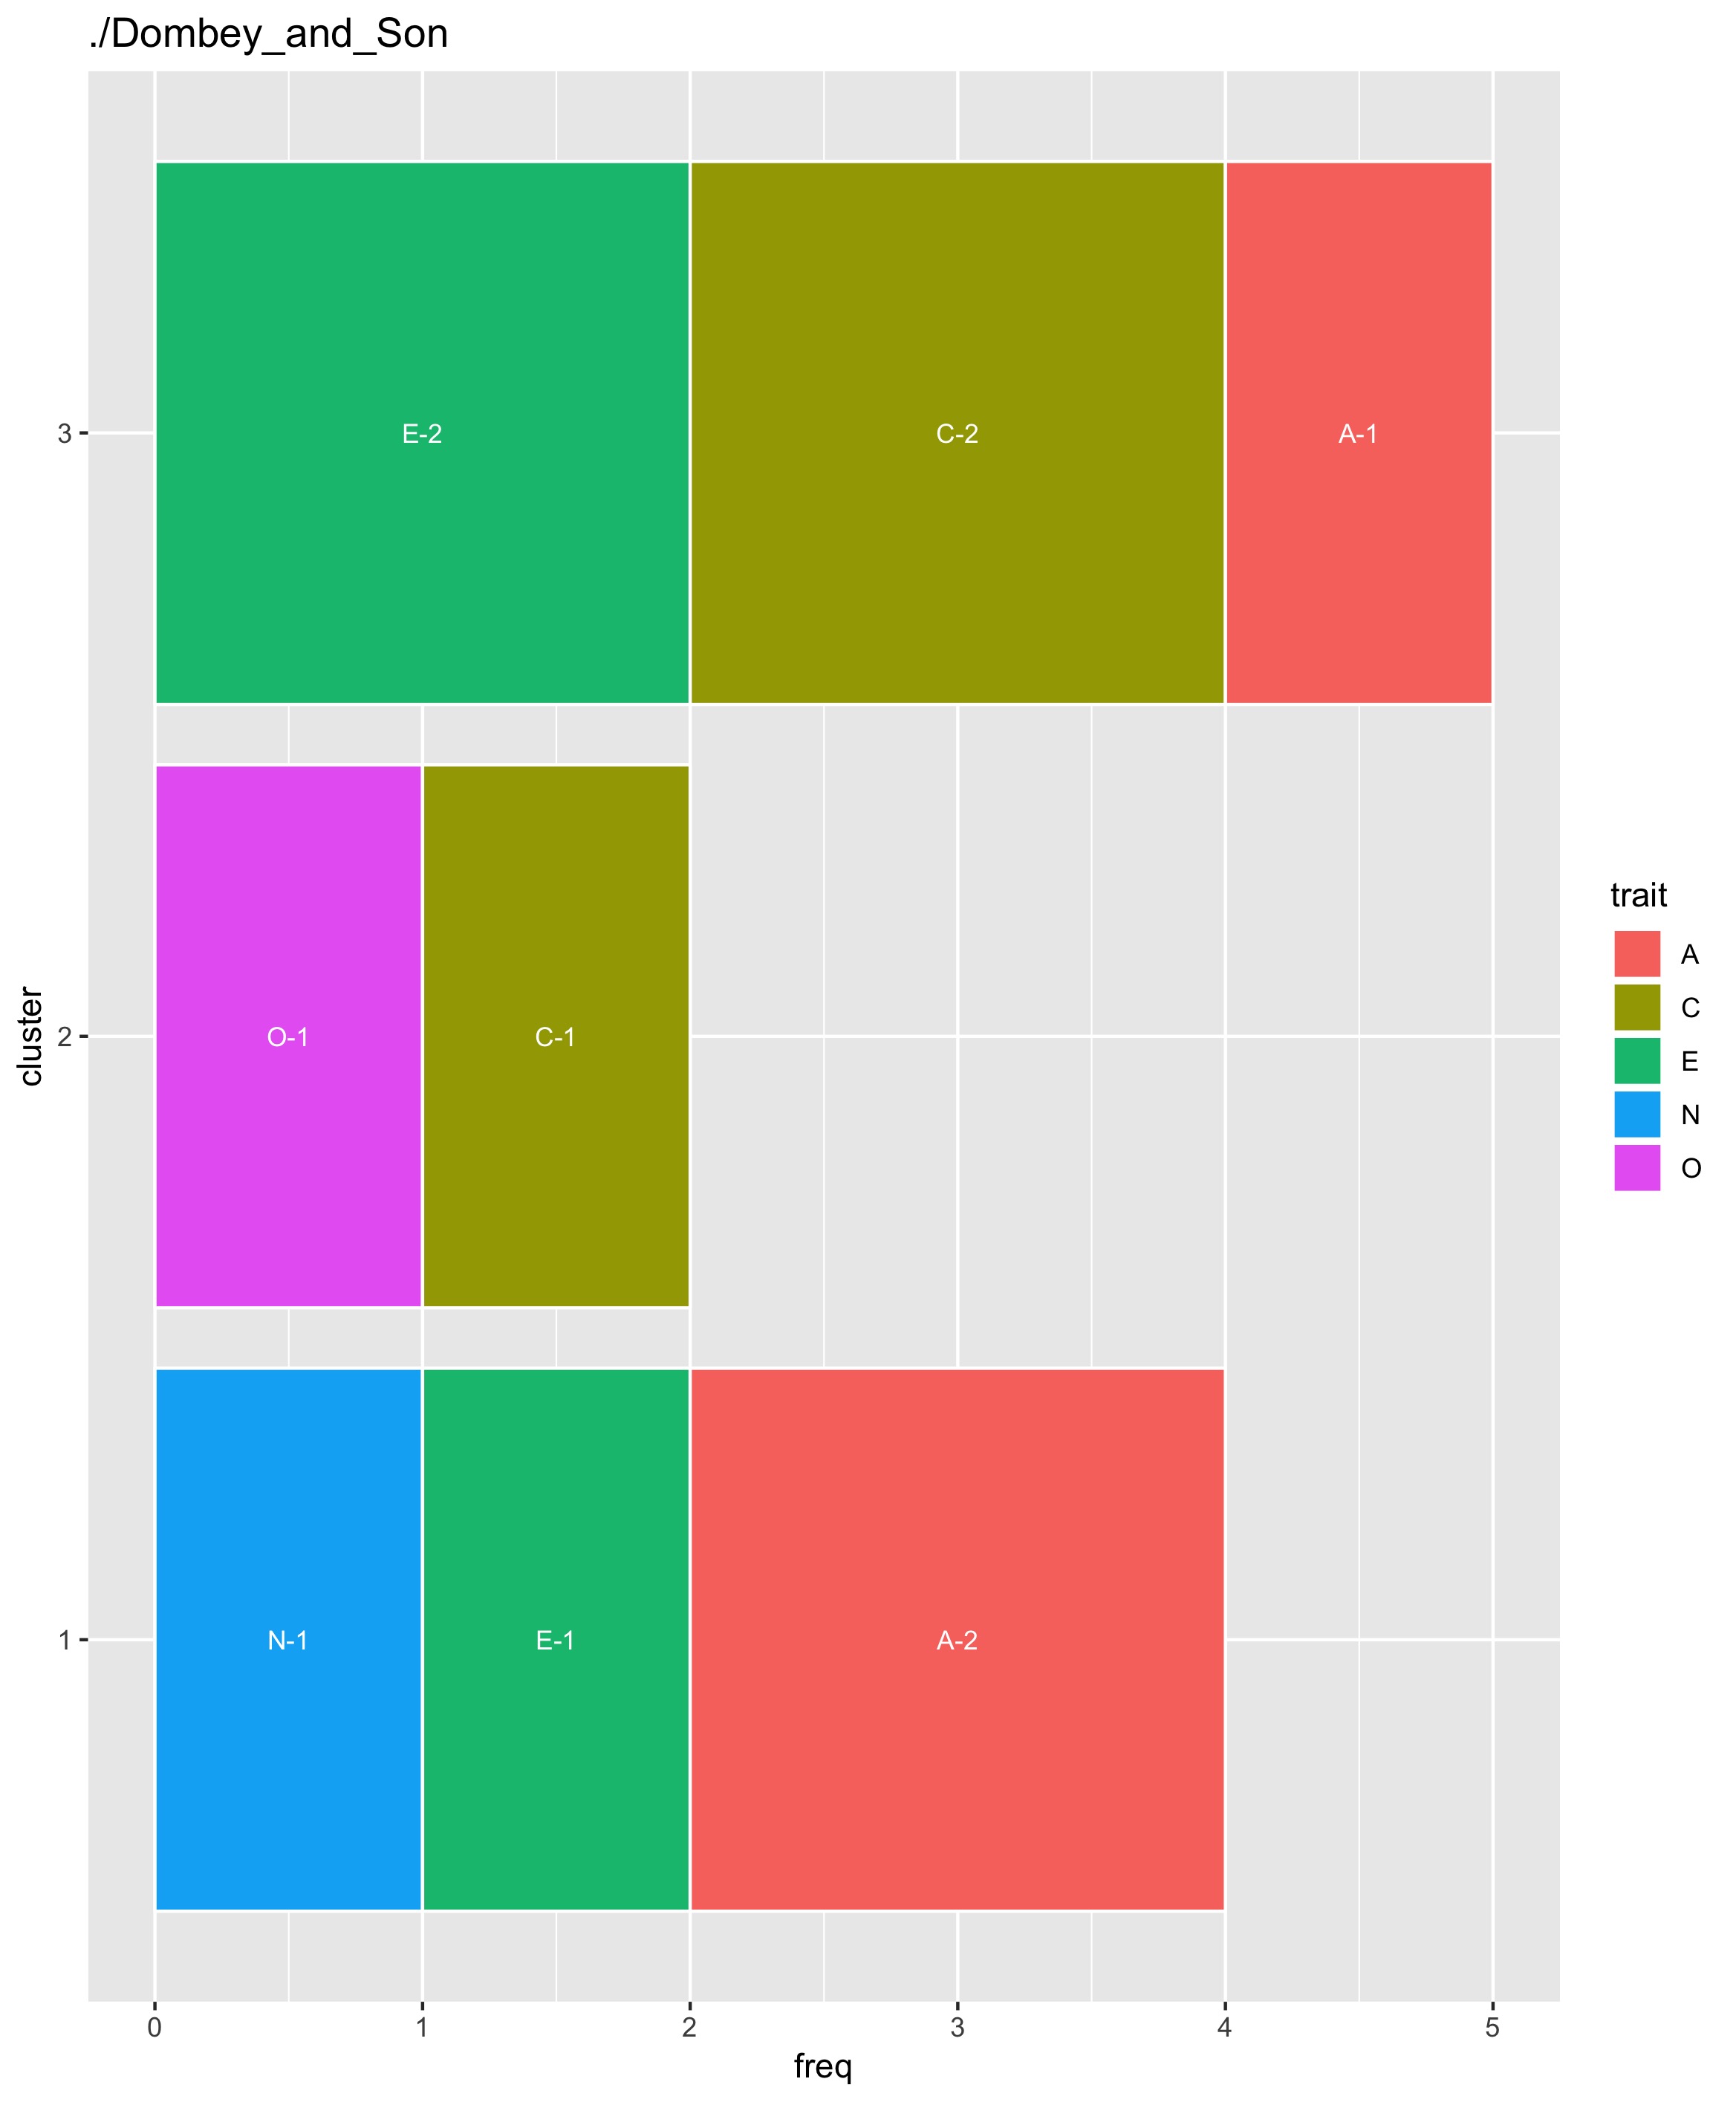 ./Dombey_and_Son
3
E-2
C-2
A-1
cluster
2
O-1
C-1
1
N-1
E-1
A-2
0
1
2
3
4
5
freq
trait
A
C
E
N
O